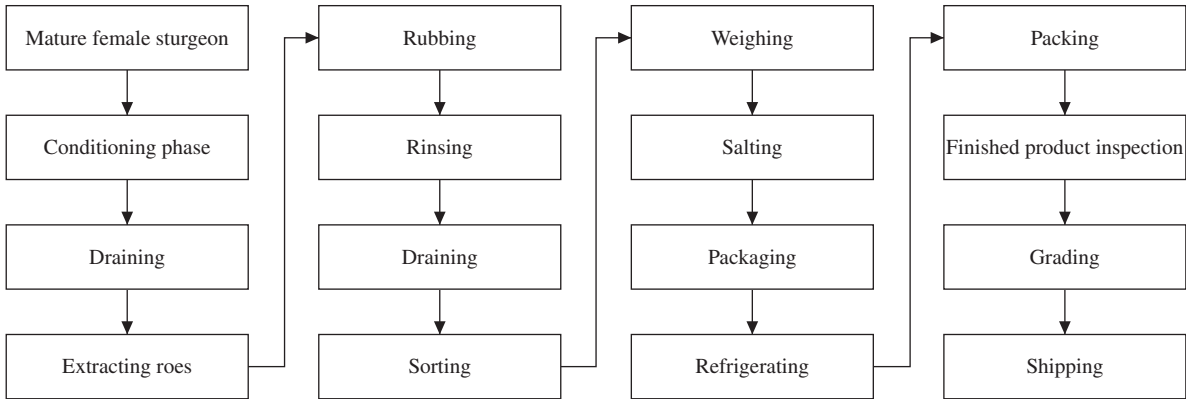 Mature female sturgeon
Conditioning phase
Draining
Extracting roes
Rubbing
Rinsing
Draining
Sorting
Weighing
Salting
Packaging
Refrigerating
Packing
Finished product inspection
Grading
Shipping